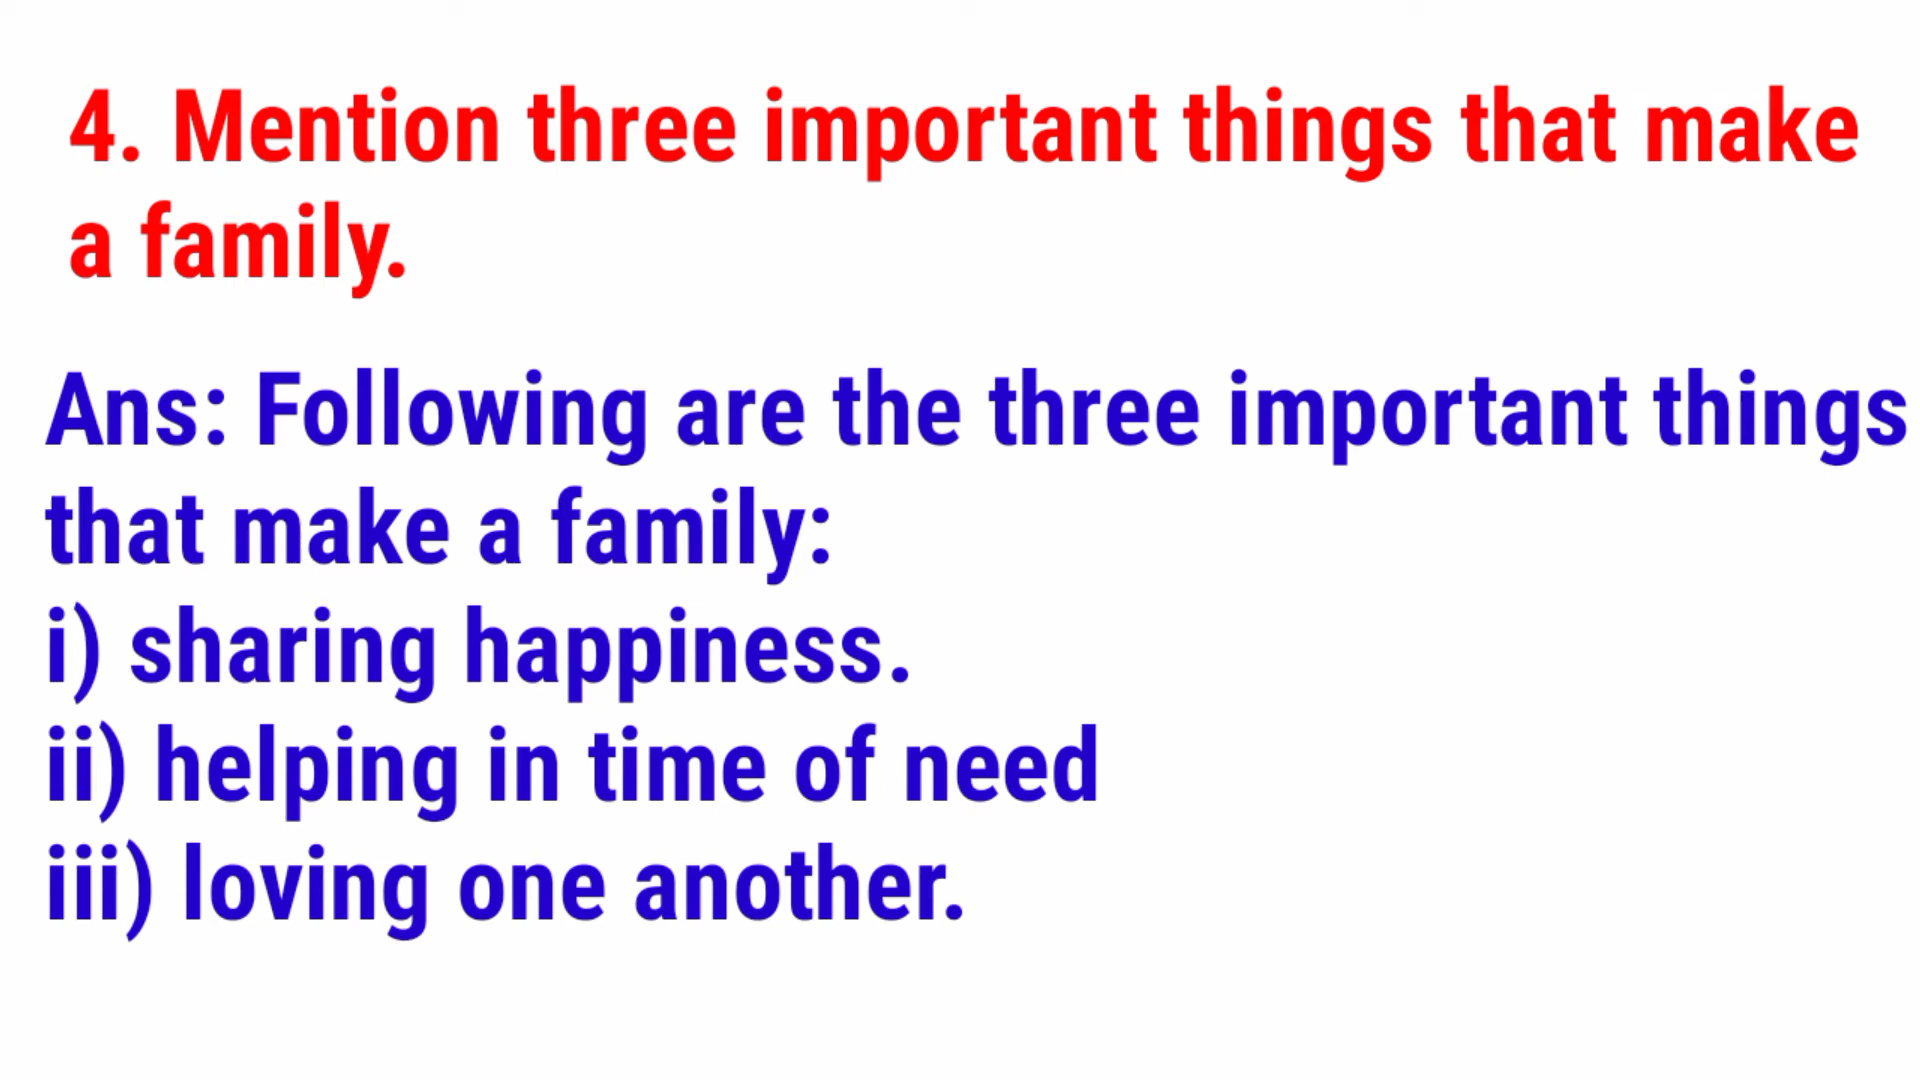 4. Mention three important things that make
a family.
Ans: Following are the three important things
that make a family:
i) sharing happiness.
ii) helping in time of need
iii) loving one another.